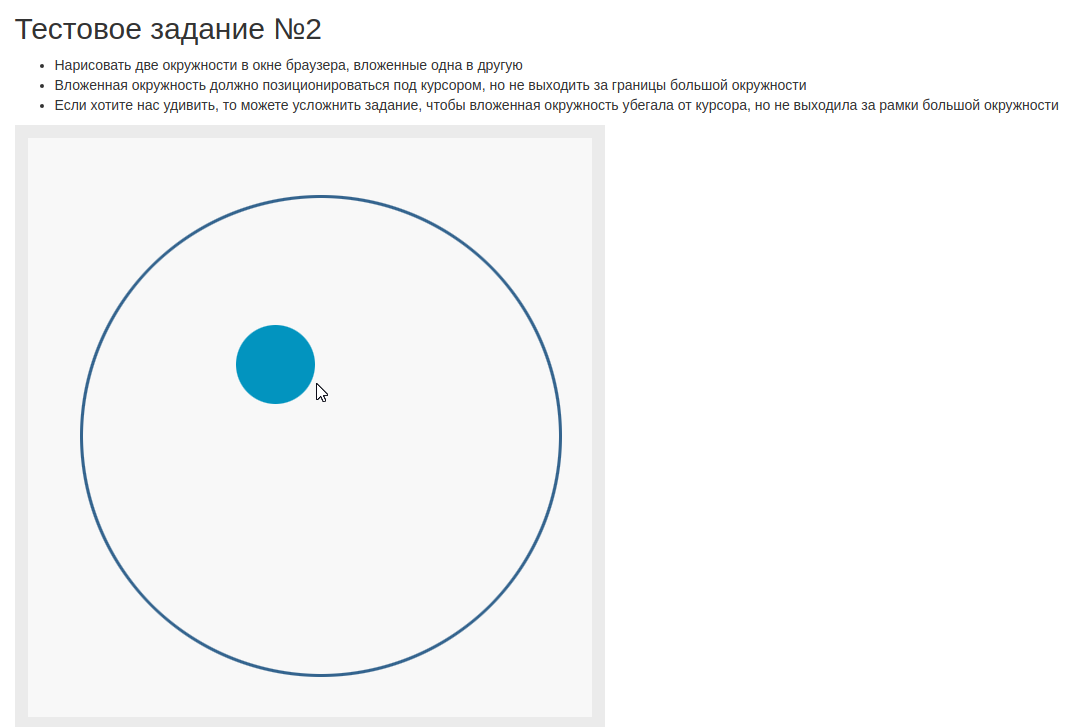 Тестовое задание №2
Нарисовать две окружности в окне браузера, вложенные одна в другую
Вложенная окружность должно позиционироваться под курсором, но не выходить за границы большой окружности
Если хотите нас удивить, то можете усложнить задание, чтобы вложенная окружность убегала от курсора, но не выходила за рамки большой окружности